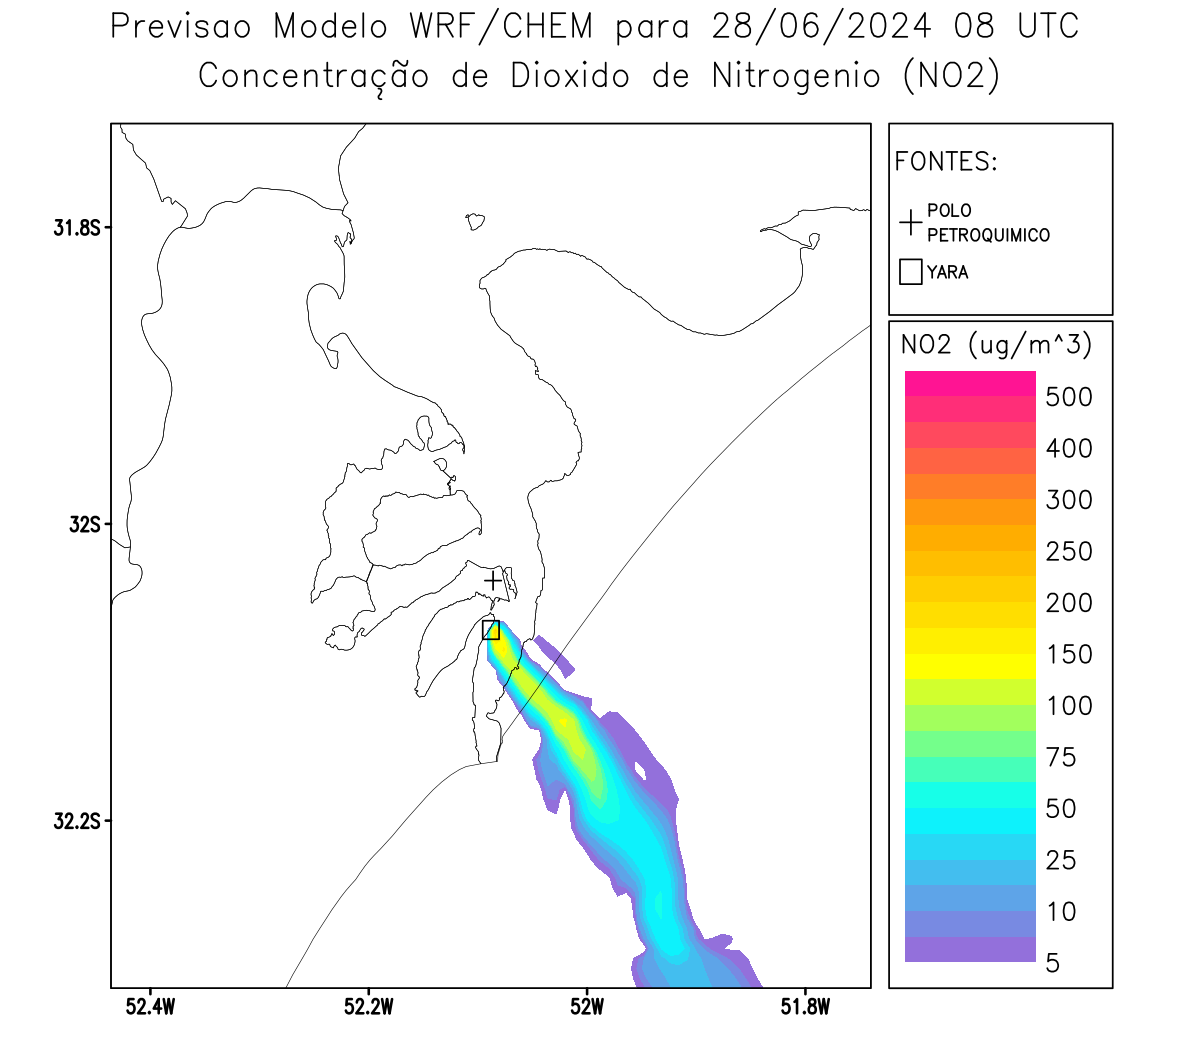 Previsao Modelo WRF/CHEM para 28/06/2024 08 UTC
Concentração de Dioxido de Nitrogenio (NO2)
FONTES:
POLO
PETROQUIMICO
YARA
NO2 (ug/m^3)
500
400
300
250
200
150
100
75
50
25
10
5
31.8S
32S
32.2S
52.4W
52.2W
52W
51.8W